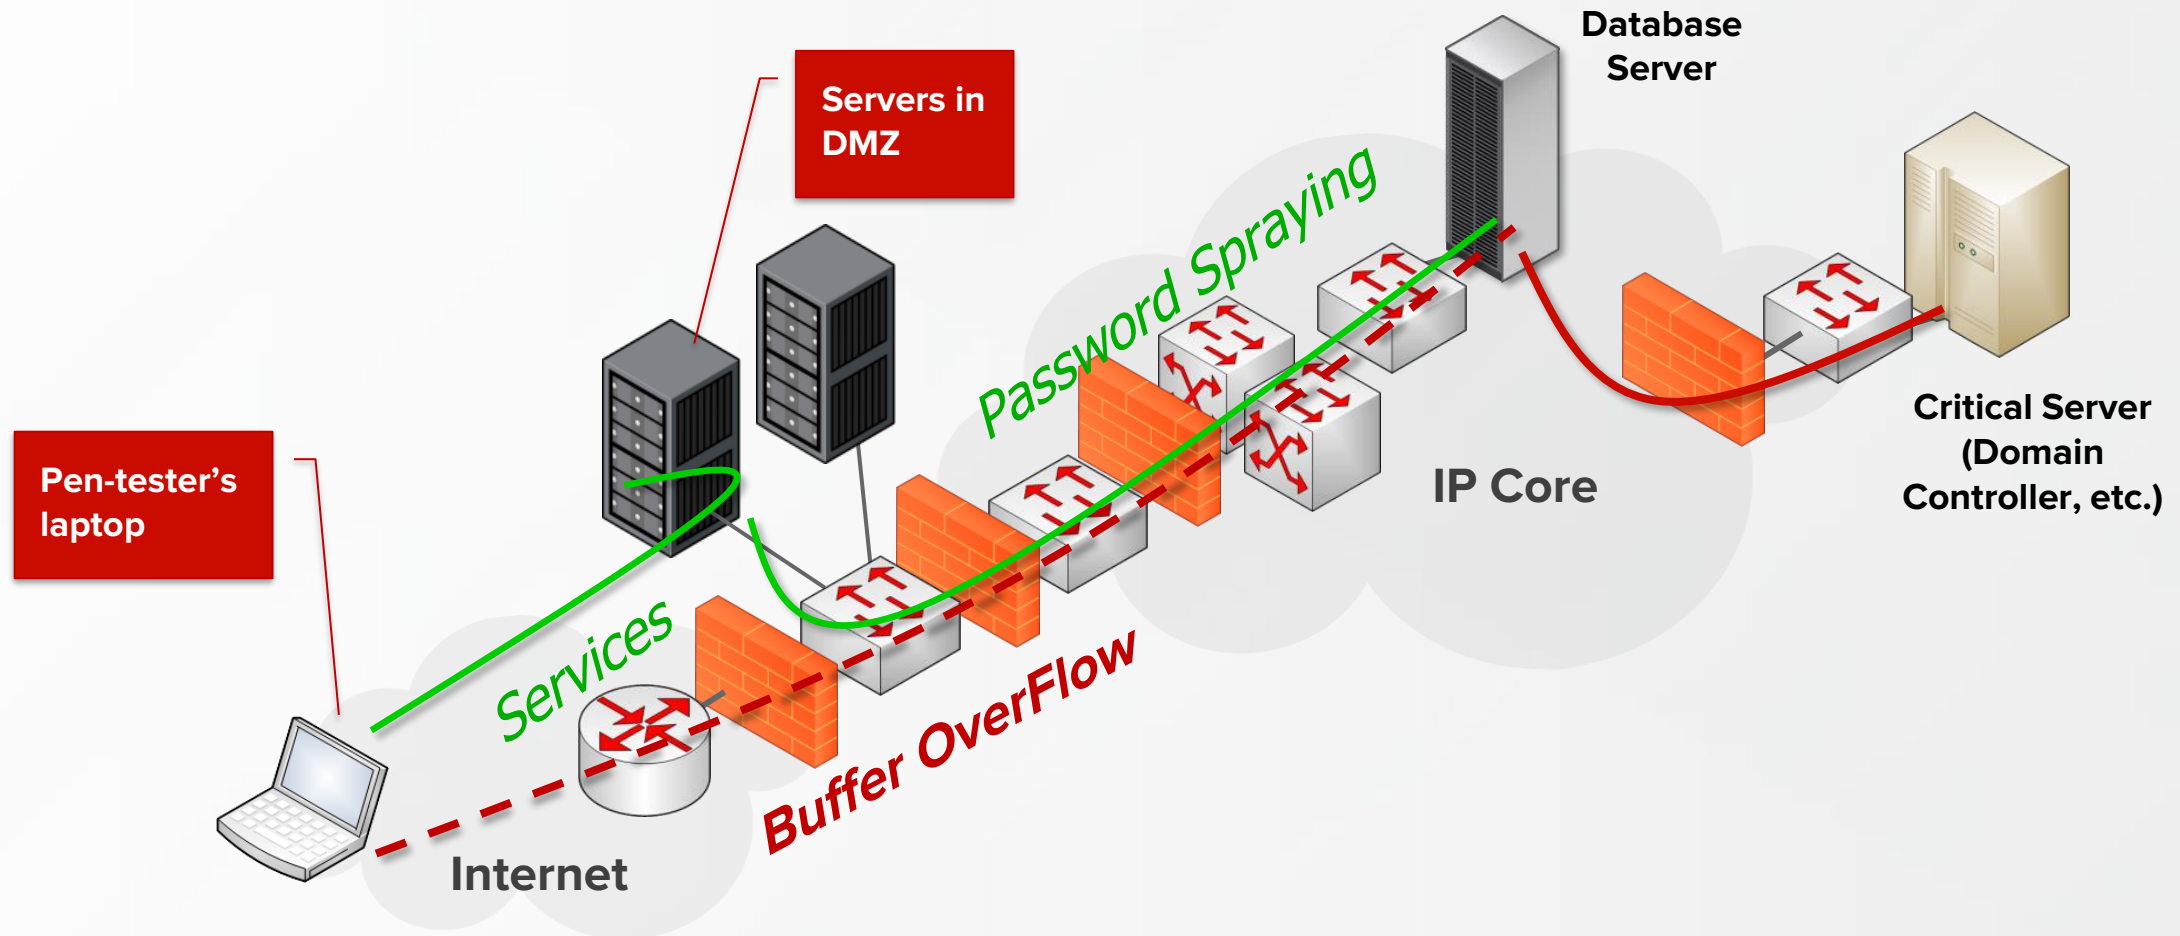 Database
Server
Servers in
DMZ
Password Spraying
Critical Server
(Domain
Controller, etc.)
Pen-tester’s
laptop
IP Core
Services
Buffer OverFlow
Internet